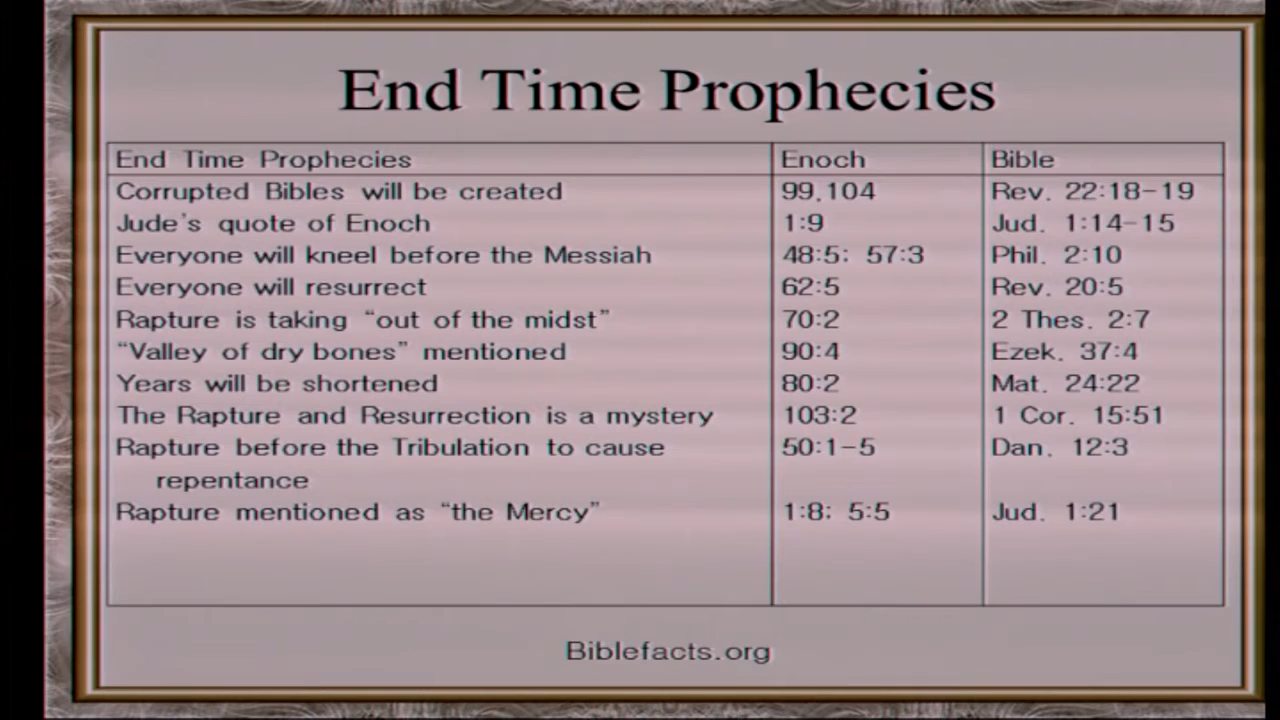 End Time Prophecies
End Time Prophecies Enoch Bible
Corrupted Bibles will be created 99,104 Rev. 22:18-19
Jude's quote of Enoch 1:9 Jud. 1:14-15
Everyone will kneel before the Messiah 48:5; 57:3 Phil. 2:10
Everyone will resurrect 62:5 Rev. 20:5
Rapture is taking “out of the midst” 70:2 2 Thes. 2:7
“Valley of dry bones” mentioned 90:4 Ezek. 37:4
Years will be shortened 80:2 Mat. 24:22
The Rapture and Resurrection is a mystery 103:2 1 Cor. 15:51
Rapture before the Tribulation to cause 50:1-5 Dan. 12:3
repentance
Rapture mentioned as “the Mercy” 1:8; 5:5 Jud. 1:21
Biblefacts.org